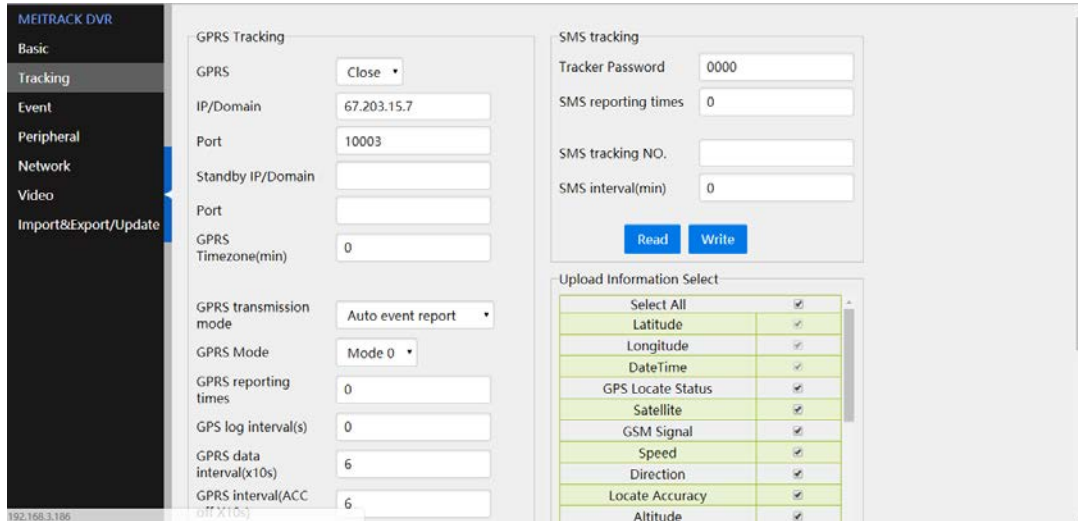 MEITRACK DVR
Basic
Tracking
Event
Peripheral
Network
Video
Import&Export/Update
192.168.3.186
GPRS Tracking
GPRS
Close
IP/Domain
67.203.15.7
Port
10003
Standby IP/Domain
Port
GPRS
Timezone(min)
0
GPRS transmission
mode
Auto event report
GPRS Mode
Mode 0
GPRS reporting
times
0
GPS log interval(s)
0
GPRS data
interval(x10s)
6
GPRS interval(ACC
off X10s)
6
SMS tracking
Tracker Password
0000
SMS reporting times
0
SMS tracking NO.
SMS interval(min)
0
Read
Write
Upload Information Select
Select All
Latitude
Longitude
DateTime
GPS Locate Status
Satellite
GSM Signal
Speed
Direction
Locate Accuracy
Altitude